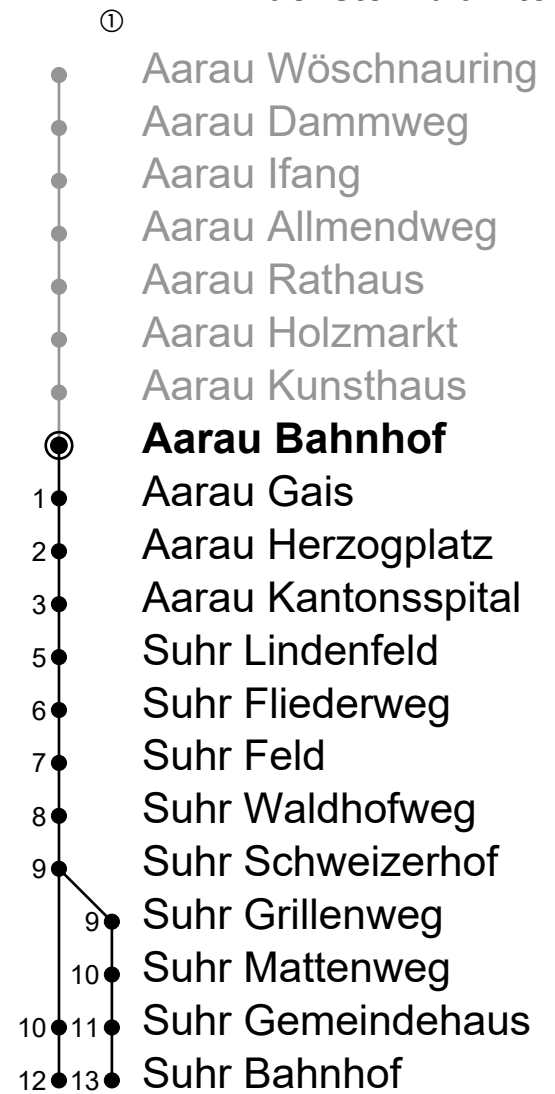 ①
Aarau Wöschnauring
Aarau Dammweg
Aarau Ifang
Aarau Allmendweg
Aarau Rathaus
Aarau Holzmarkt
Aarau Kunsthaus
Aarau Bahnhof
1 Aarau Gais
2 Aarau Herzogplatz
3 Aarau Kantonsspital
5 Suhr Lindenfeld
6 Suhr Fliederweg
7 Suhr Feld
8 Suhr Waldhofweg
9 Suhr Schweizerhof
9 Suhr Grillenweg
10 Suhr Mattenweg
10 11 Suhr Gemeindehaus
12 13 Suhr Bahnhof